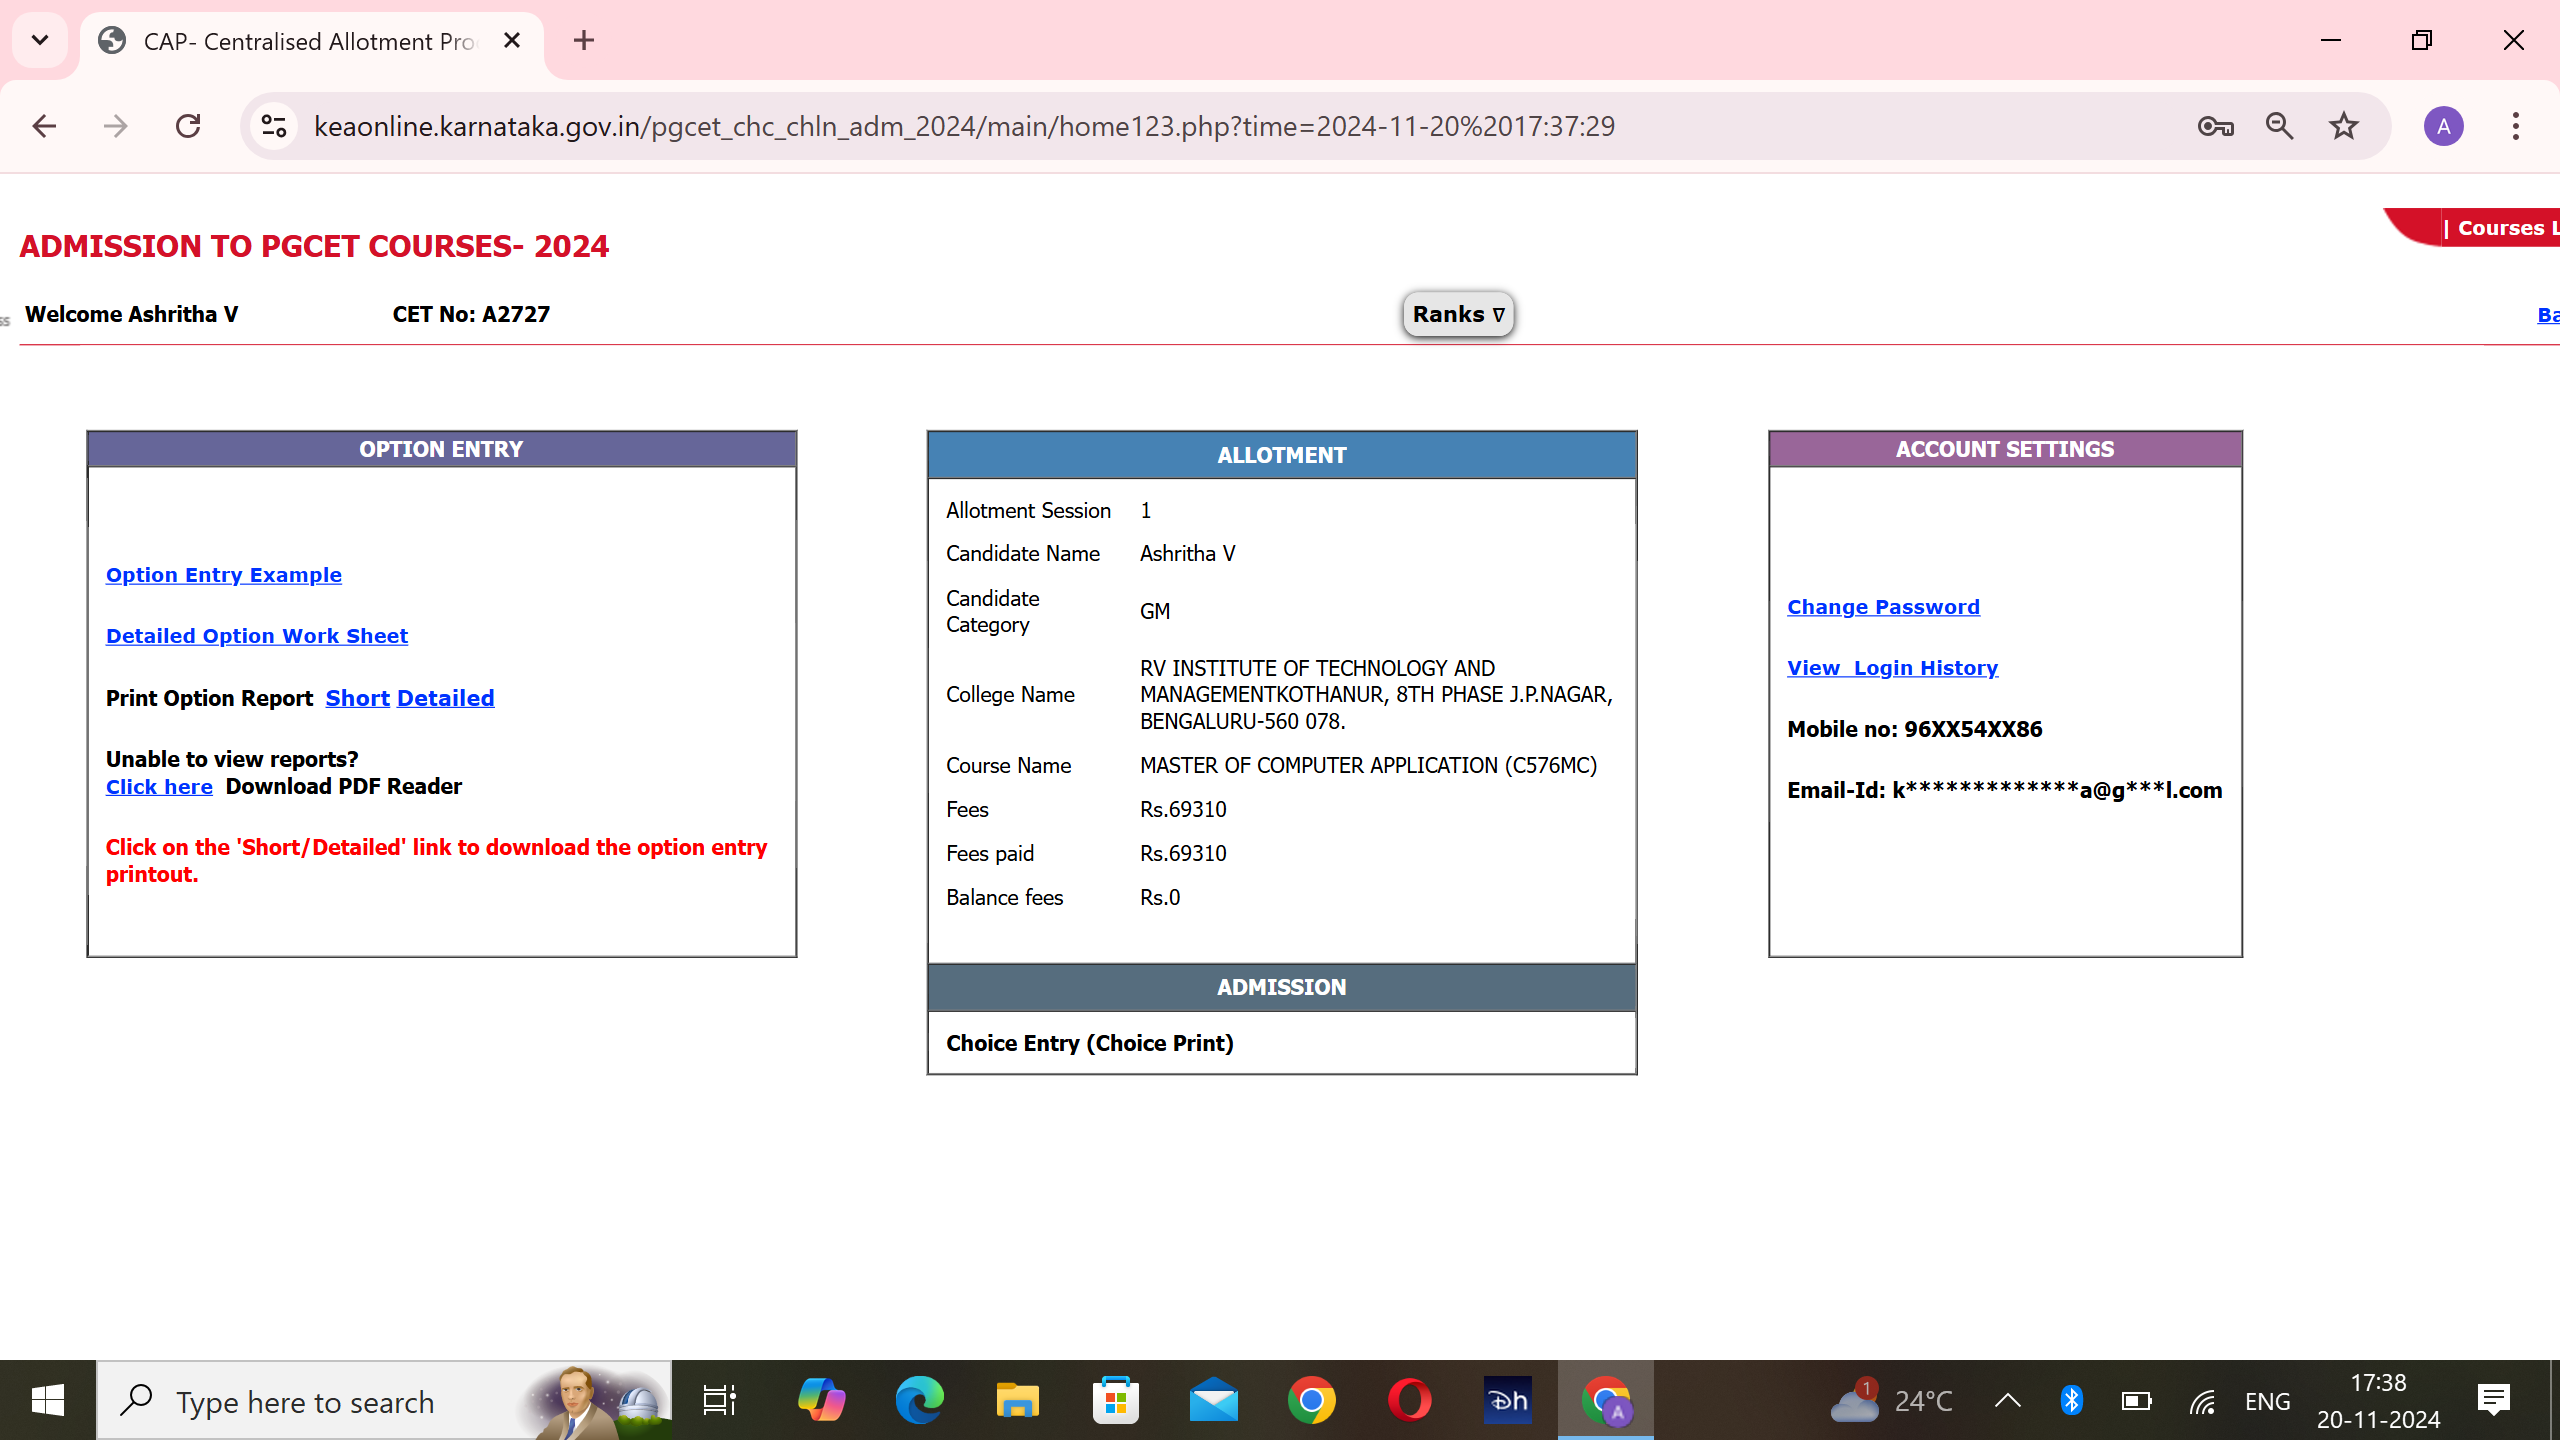 CAP- Centralised Allotment Pro
keaonline.karnataka.gov.in/pgcet_chc_chln_adm_2024/main/home123.php?time=2024-11-20%2017:37:29
A
| Courses L
ADMISSION TO PGCET COURSES- 2024
Welcome Ashritha V
CET No: A2727
Ranks ∇
Ba
OPTION ENTRY
Option Entry Example
Detailed Option Work Sheet
Print Option Report Short Detailed
Unable to view reports?
Click here Download PDF Reader
Click on the 'Short/Detailed' link to download the option entry
printout.
ALLOTMENT
Allotment Session 1
Candidate Name Ashritha V
Candidate
Category GM
College Name RV INSTITUTE OF TECHNOLOGY AND
MANAGEMENTKOTHANUR, 8TH PHASE J.P.NAGAR,
BENGALURU-560 078.
Course Name MASTER OF COMPUTER APPLICATION (C576MC)
Fees Rs.69310
Fees paid Rs.69310
Balance fees Rs.0
ADMISSION
Choice Entry (Choice Print)
ACCOUNT SETTINGS
Change Password
View Login History
Mobile no: 96XX54XX86
Email-Id: k*************a@g***l.com
Type here to search
Dh
A
1
24°C
ENG
17:38
20-11-2024